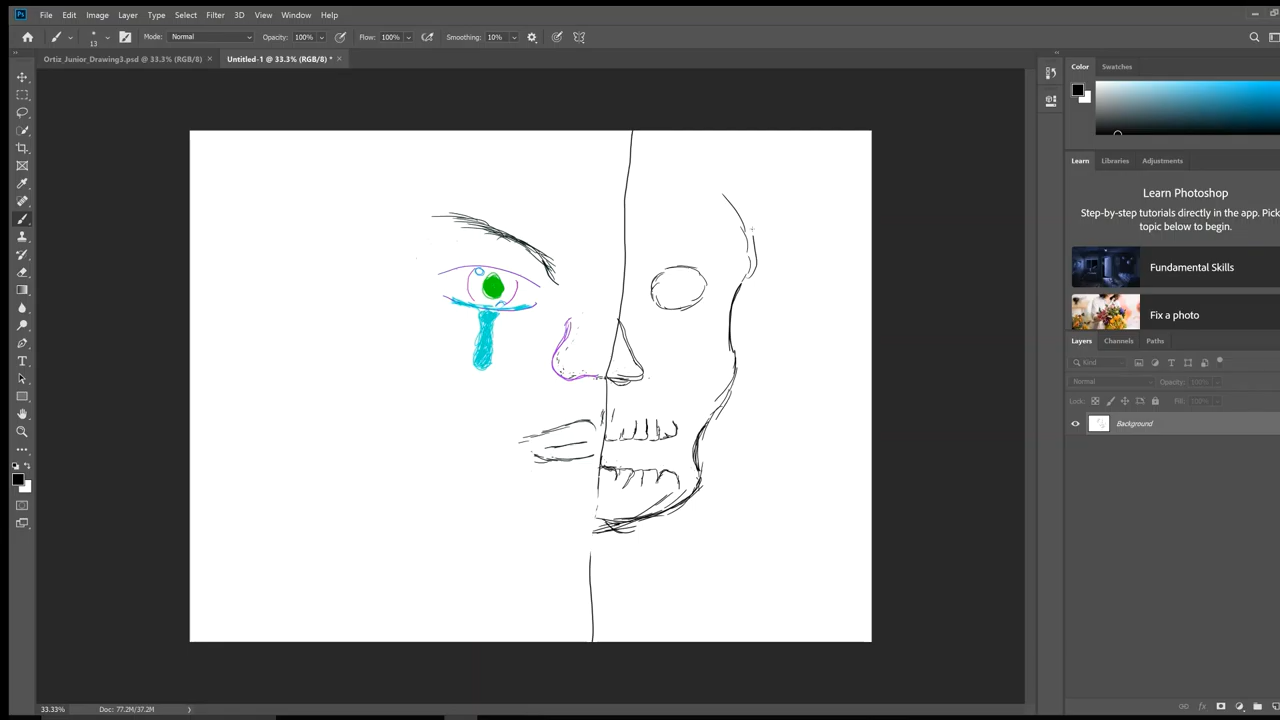 Ps File Edit Image Layer Type Select Filter 3D View Window Help
13 Mode: Normal Opacity: 100% Flow: 100% Smoothing: 10%
Ortiz_Junior_Drawing3.psd @ 33.3% (RGB/8) × Untitled-1 @ 33.3% (RGB/8) * ×
Color Swatches
Learn Libraries Adjustments
Learn Photoshop
Step-by-step tutorials directly in the app. Pick
topic below to begin.
Fundamental Skills
Fix a photo
Layers Channels Paths
Kind
Normal Opacity: 100%
Lock: Fill: 100%
Background
33.33% Doc: 77.2M/37.2M